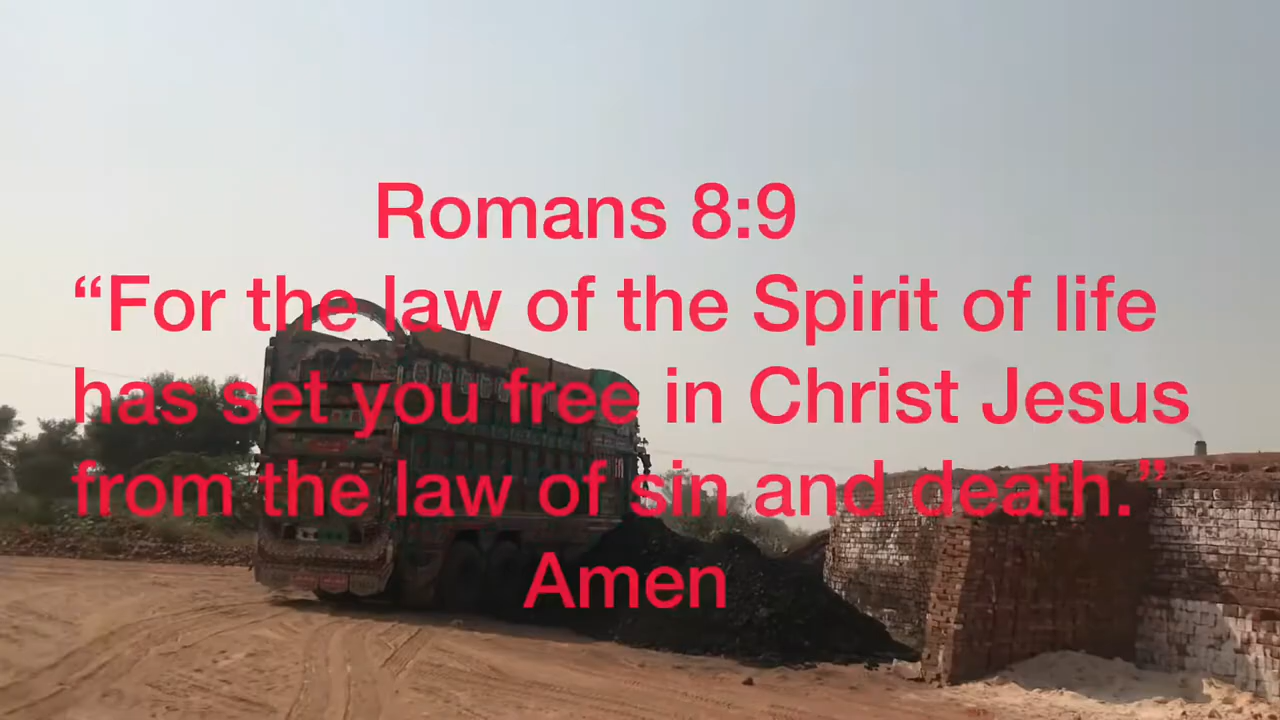 Romans 8:9
“For the law of the Spirit of life
has set you free in Christ Jesus
from the law of sin and death.”
Amen